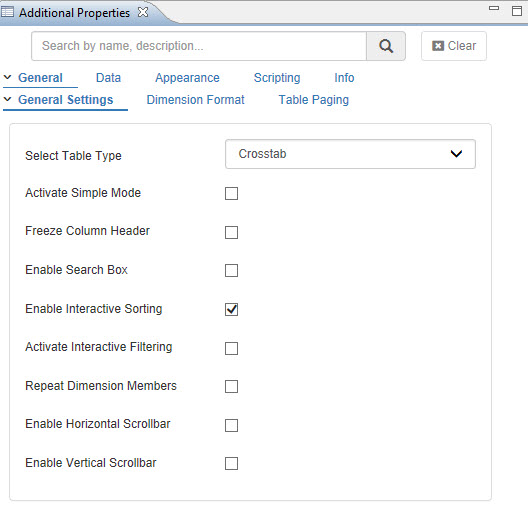 Additional Properties
Search by name, description...
Clear
General Data Appearance Scripting Info
General Settings Dimension Format Table Paging
Select Table Type Crosstab
Activate Simple Mode
Freeze Column Header
Enable Search Box
Enable Interactive Sorting
Activate Interactive Filtering
Repeat Dimension Members
Enable Horizontal Scrollbar
Enable Vertical Scrollbar